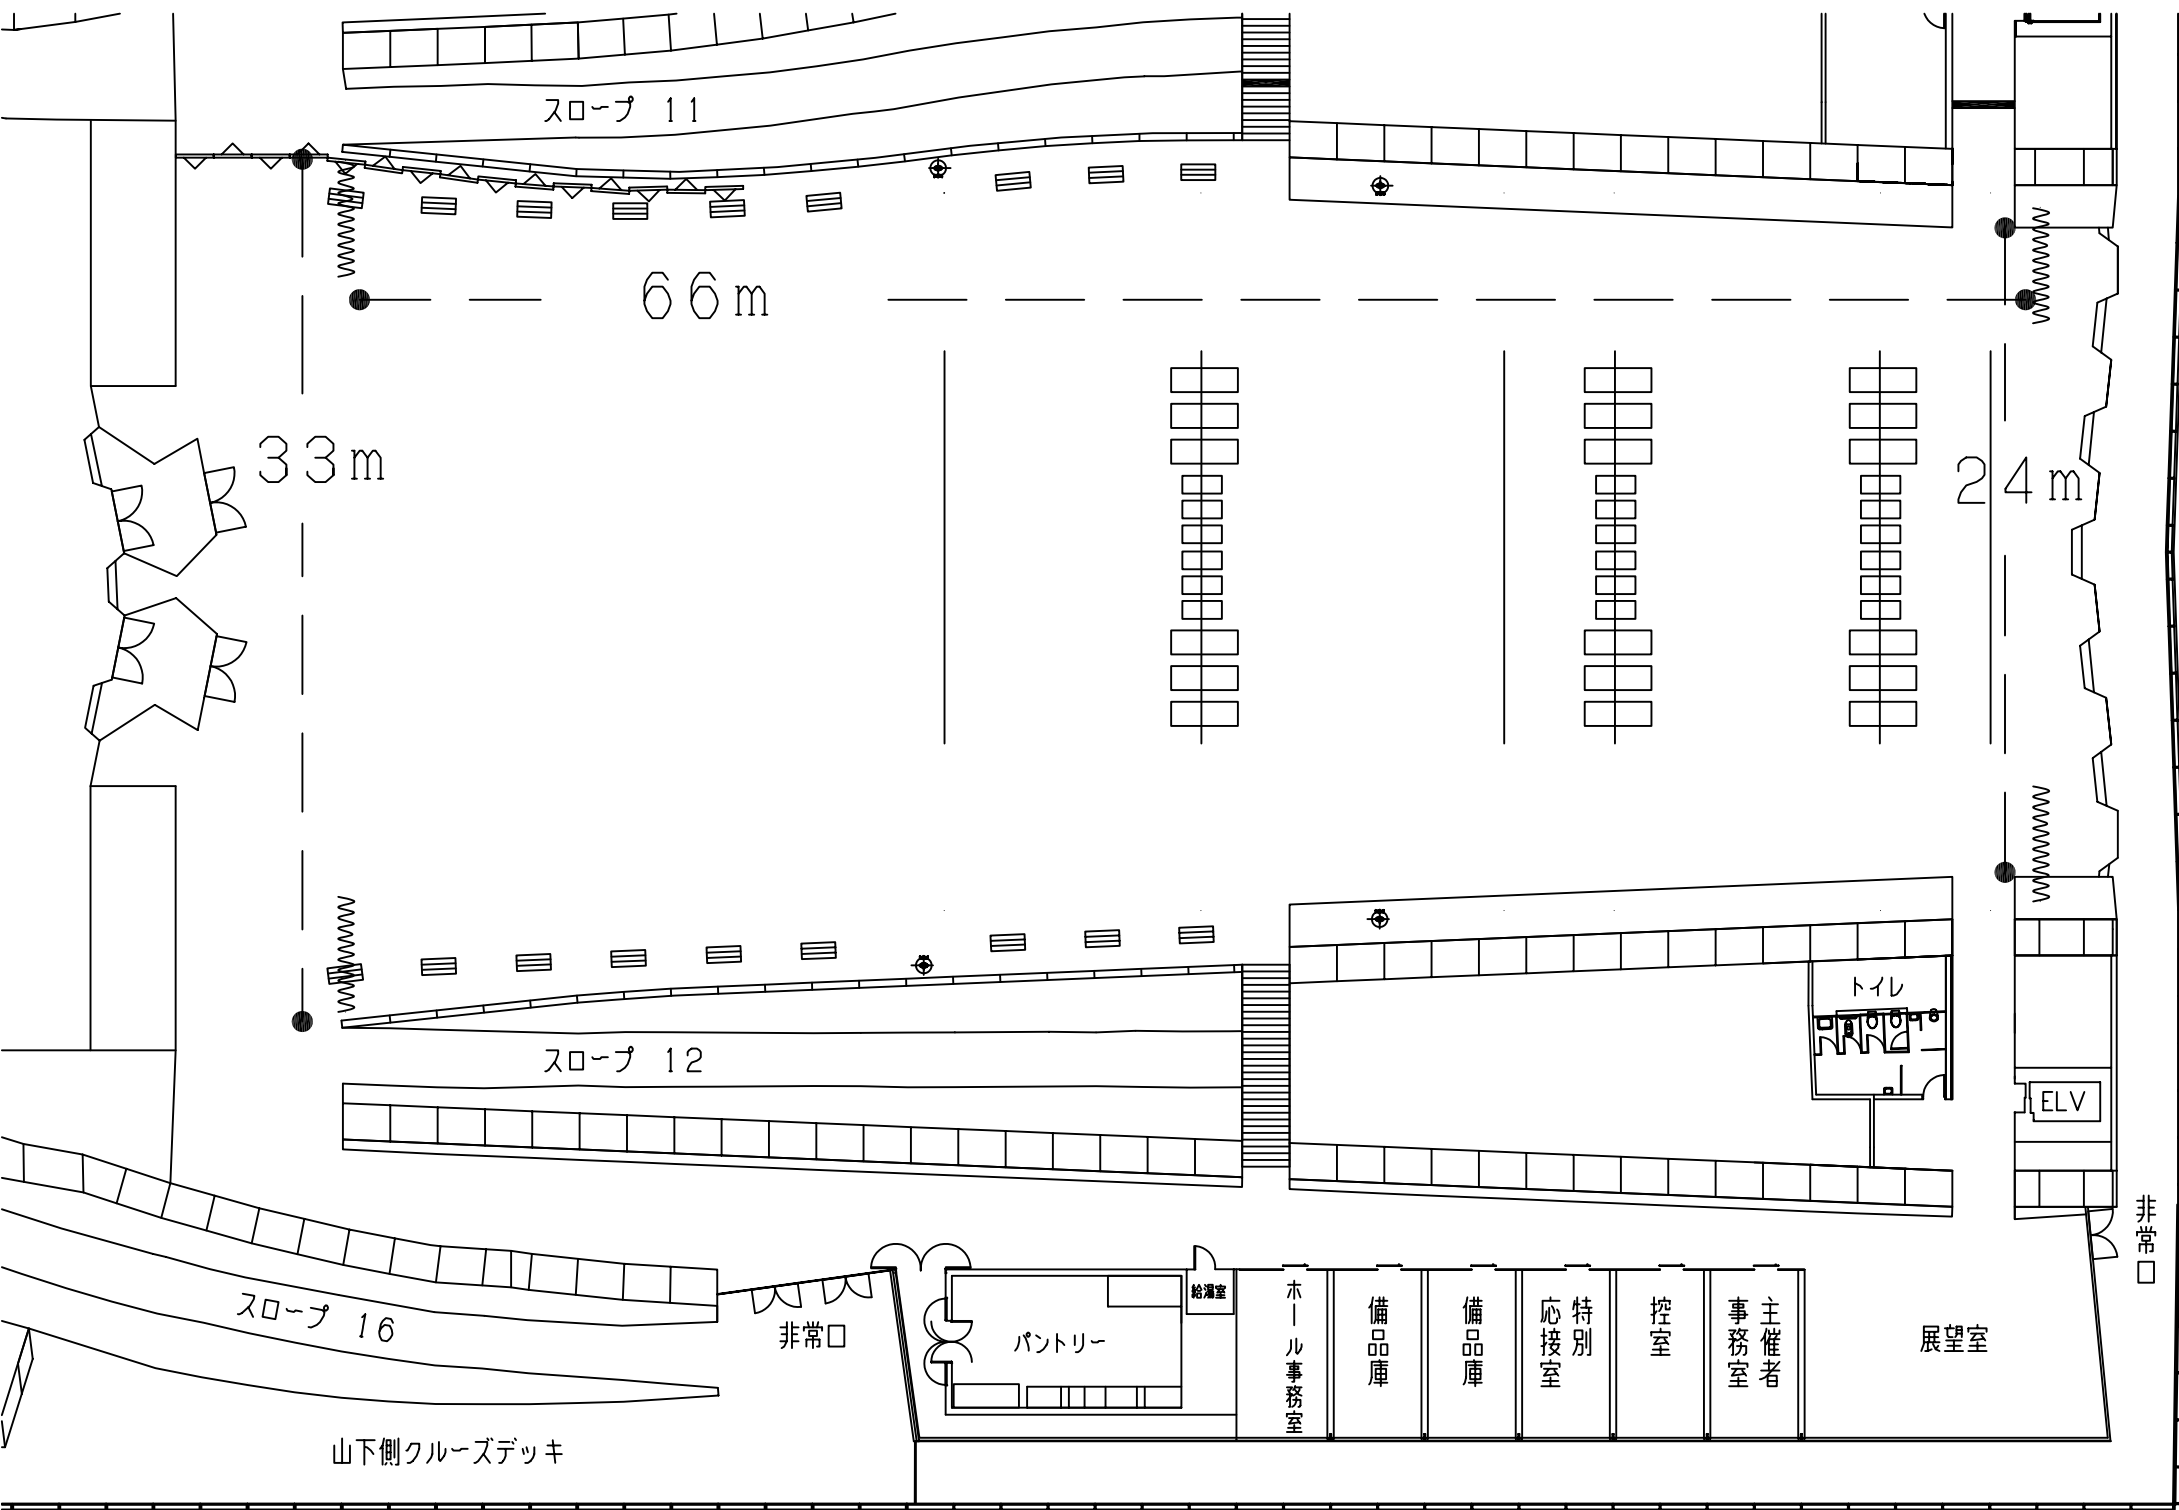 スロープ 11
66m
33m
24m
トイレ
スロープ 12
ELV
非常口
スロープ 16
非常口
パントリー
給湯室
ホール事務室
備品庫
備品庫
特別
応接室
控室
主催者
事務室
展望室
山下側クルーズデッキ